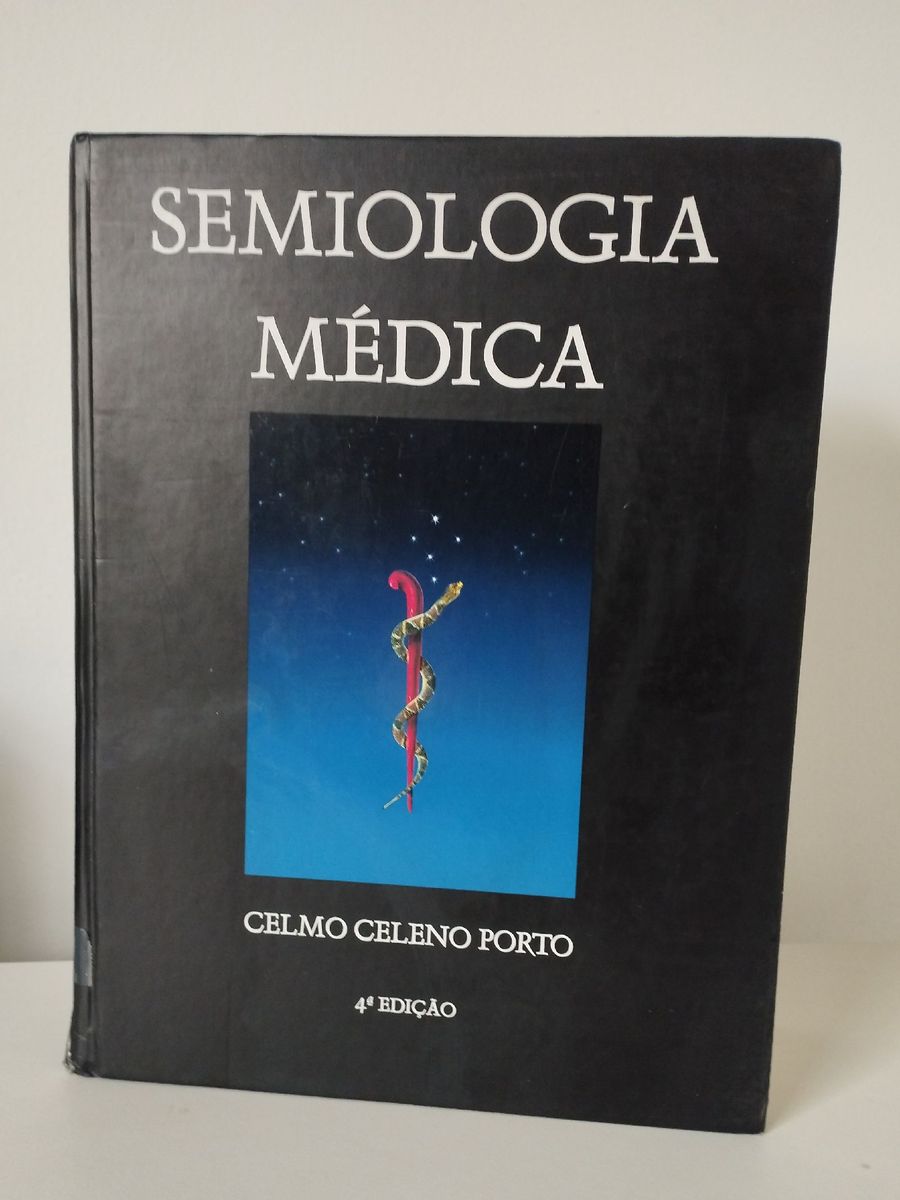 SEMIOLOGIA
MÉDICA
CELMO CELENO PORTO
4ª EDIÇÃO